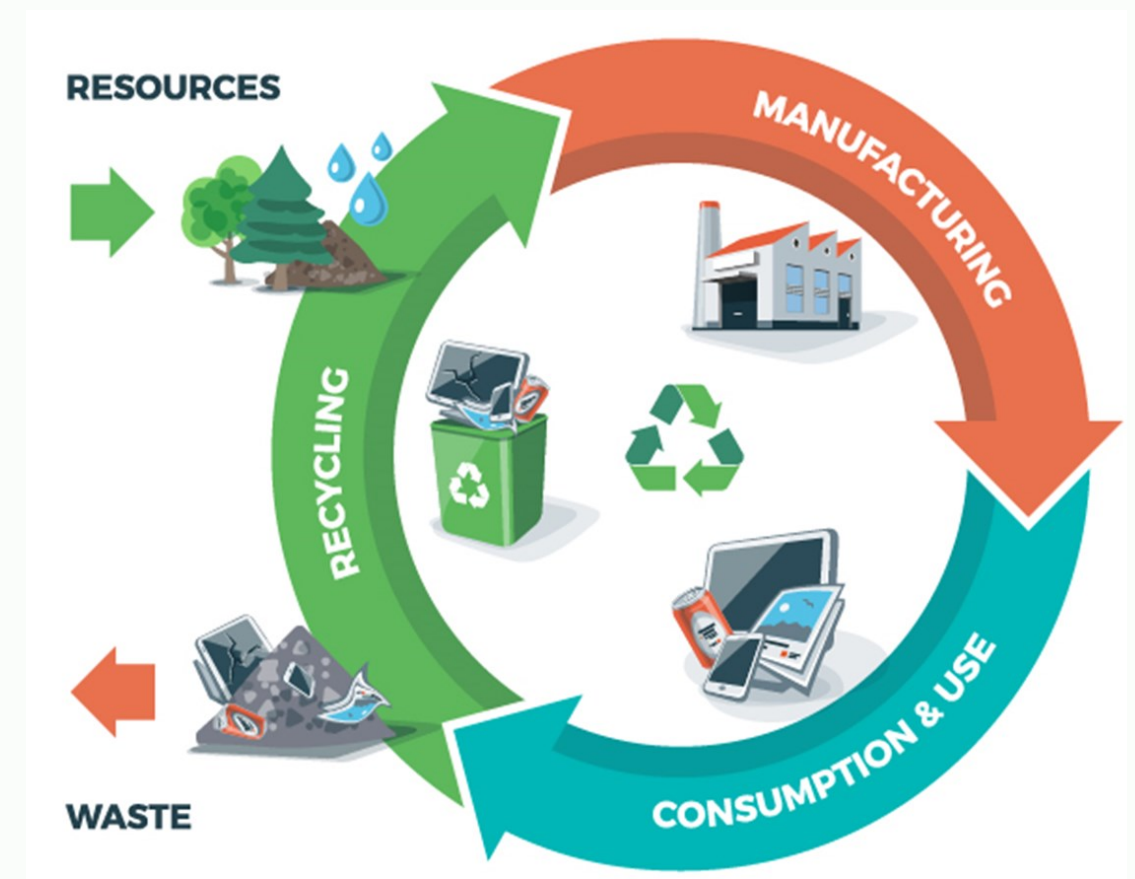 RESOURCES
MANUFACTURING
RECYCLING
CONSUMPTION & USE
WASTE